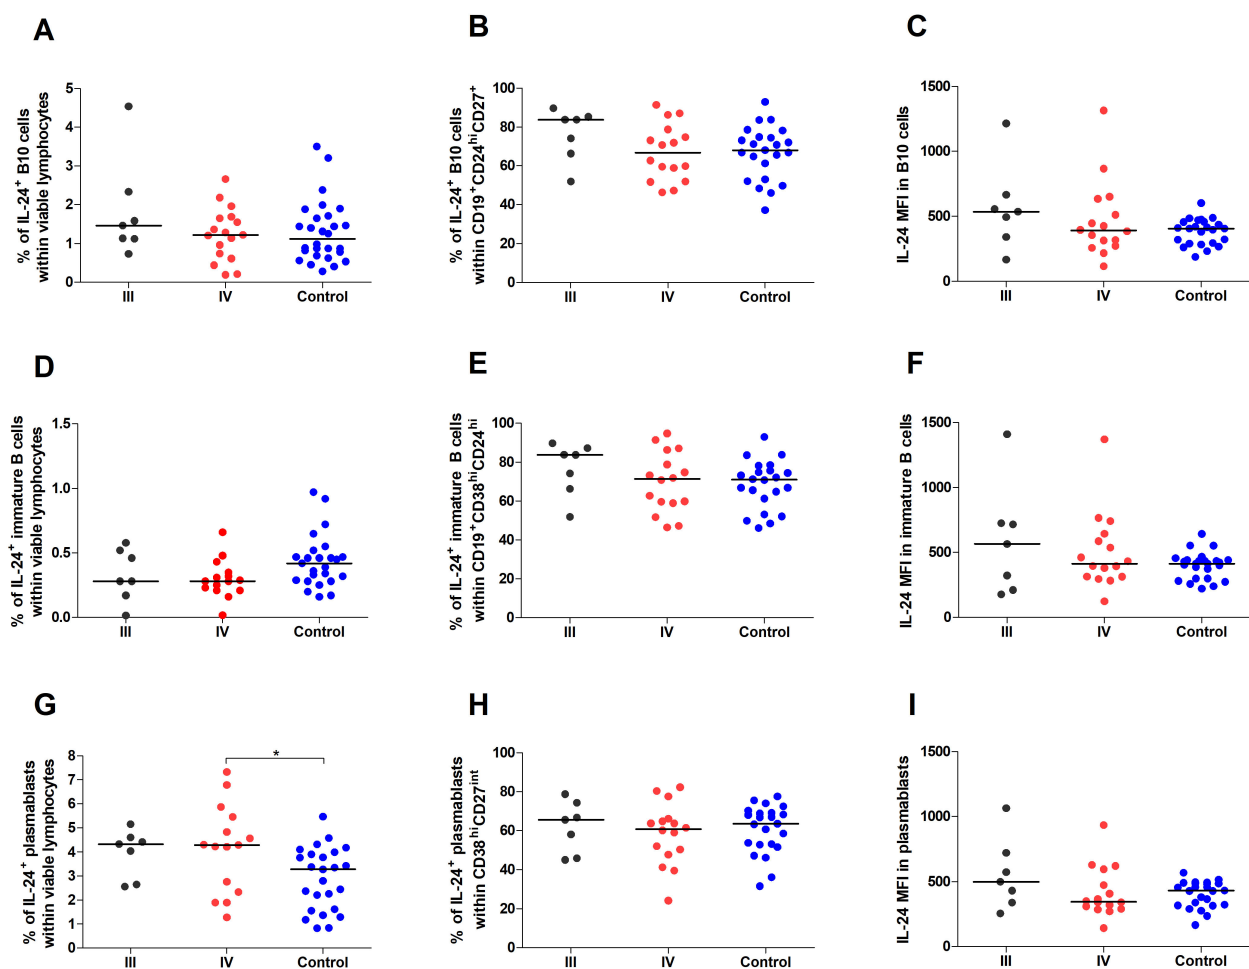 A
% of IL-24+ B10 cells
within viable lymphocytes
5
4
3
2
1
0
III
IV
Control
B
% of IL-24+ B10 cells
within CD19+CD24hiCD27+
100
80
60
40
20
0
III
IV
Control
C
IL-24 MFI in B10 cells
1500
1000
500
0
III
IV
Control
D
% of IL-24+ immature B cells
within viable lymphocytes
1.5
1.0
0.5
0.0
III
IV
Control
E
% of IL-24+ immature B cells
within CD19+CD38hiCD24hi
100
80
60
40
20
0
III
IV
Control
F
IL-24 MFI in immature B cells
1500
1000
500
0
III
IV
Control
G
% of IL-24+ plasmablasts
within viable lymphocytes
8
7
6
5
4
3
2
1
0
*
III
IV
Control
H
% of IL-24+ plasmablasts
within CD38hiCD27int
100
80
60
40
20
0
III
IV
Control
I
IL-24 MFI in plasmablasts
1500
1000
500
0
III
IV
Control